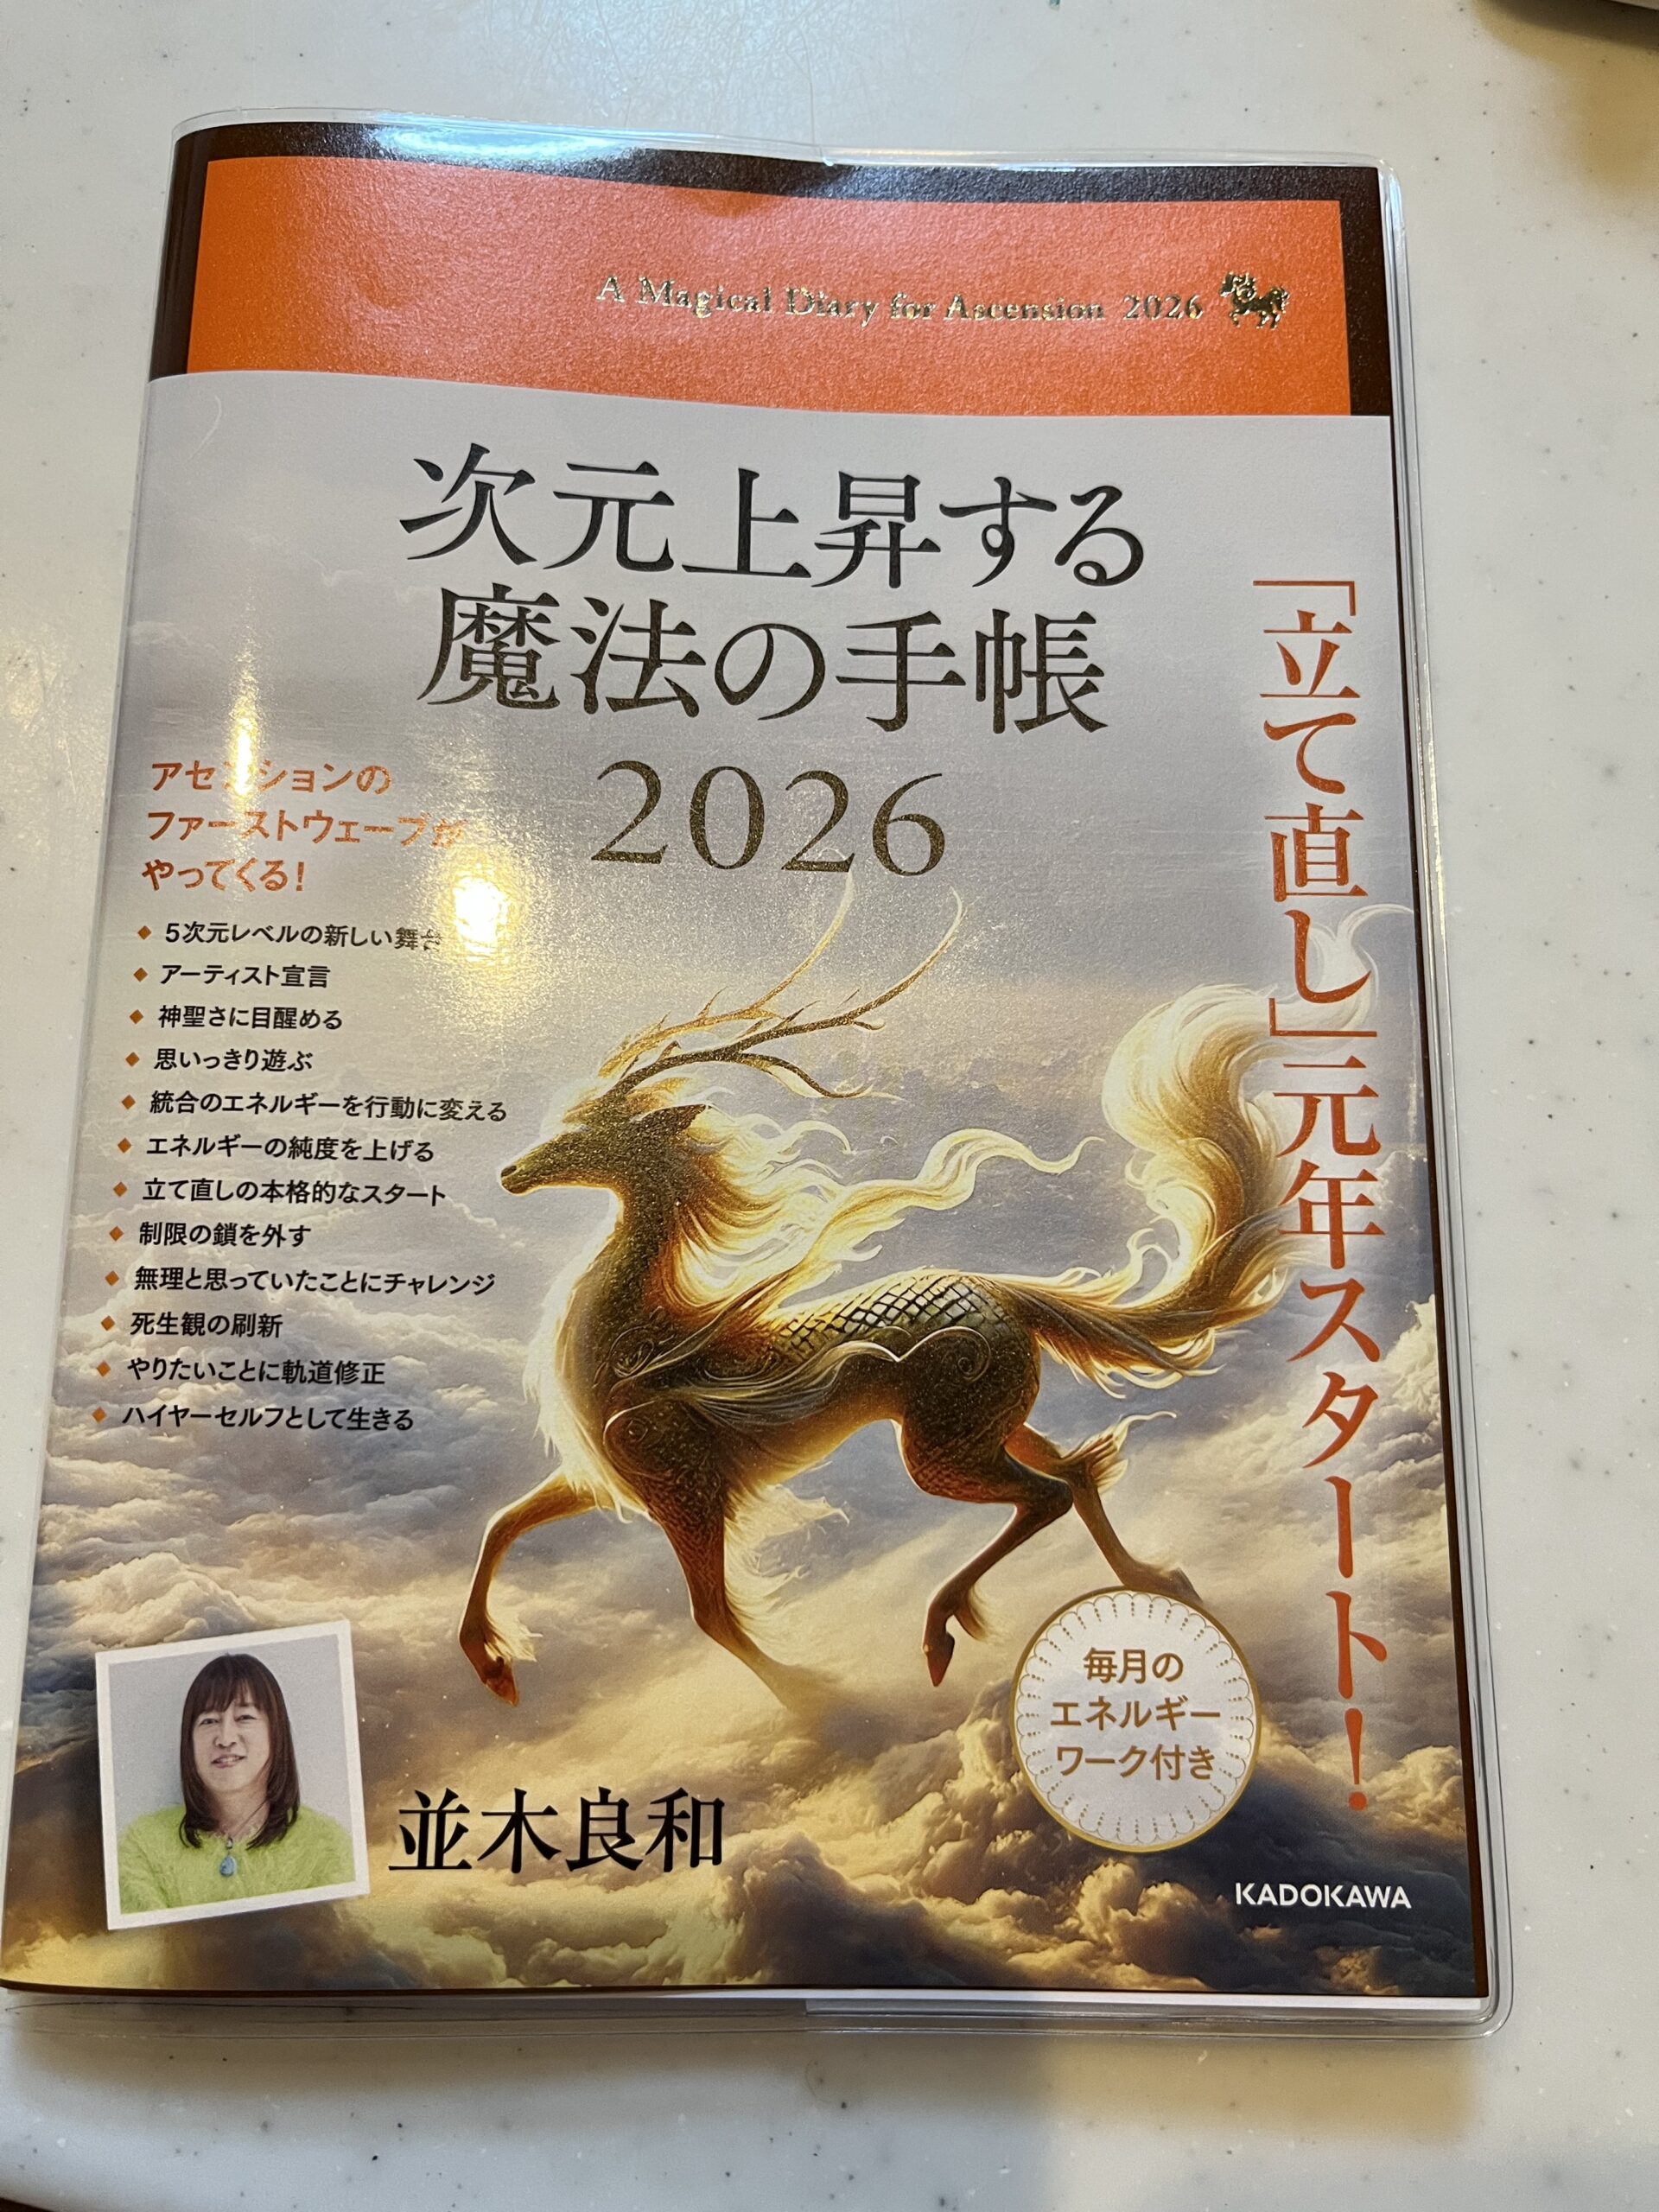 A Magical Diary for Ascension 2026
次元上昇する
魔法の手帳
2026
「立て直し」元年スタート!
アセンションの
ファーストウェーブが
やってくる!
◆ 5次元レベルの新しい舞台
◆ アーティスト宣言
◆ 神聖さに目醒める
◆ 思いっきり遊ぶ
◆ 統合のエネルギーを行動に変える
◆ エネルギーの純度を上げる
◆ 立て直しの本格的なスタート
◆ 制限の鎖を外す
◆ 無理と思っていたことにチャレンジ
◆ 死生観の刷新
◆ やりたいことに軌道修正
◆ ハイヤーセルフとして生きる
毎月の
エネルギー
ワーク付き
並木良和
KADOKAWA